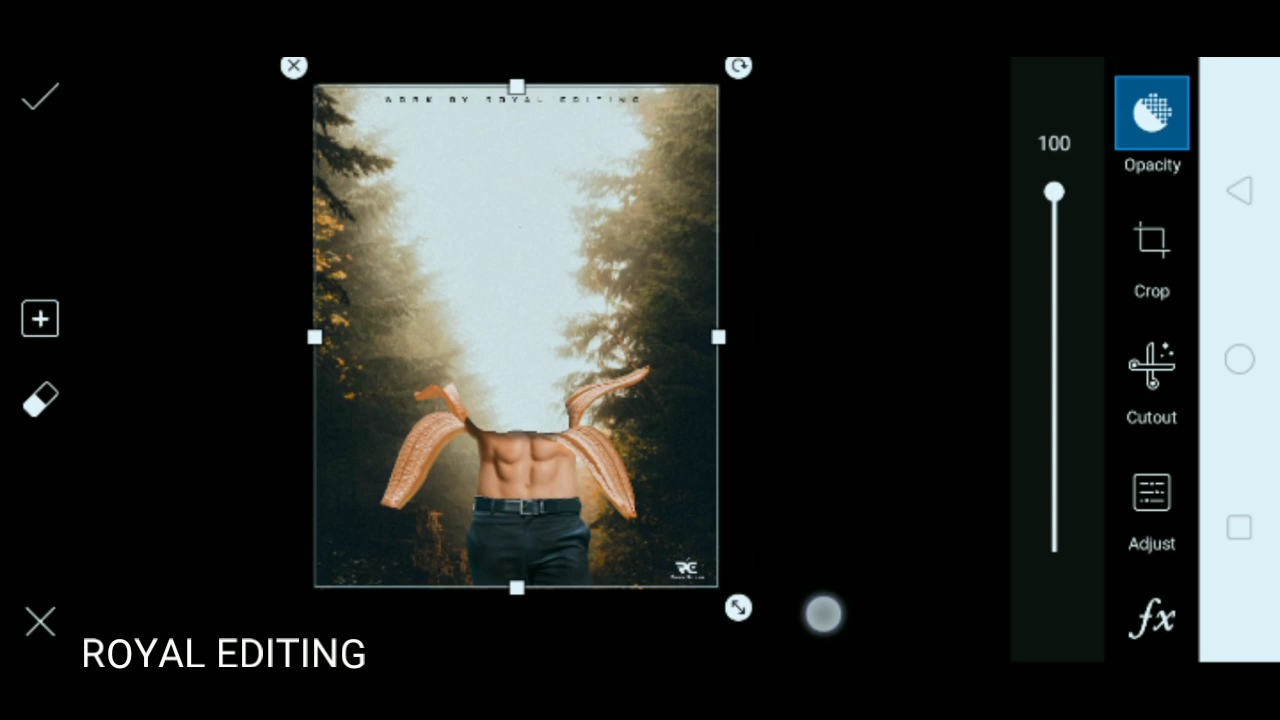 WORK BY ROYAL EDITING
100
Opacity
Crop
Cutout
Adjust
fx
ROYAL EDITING